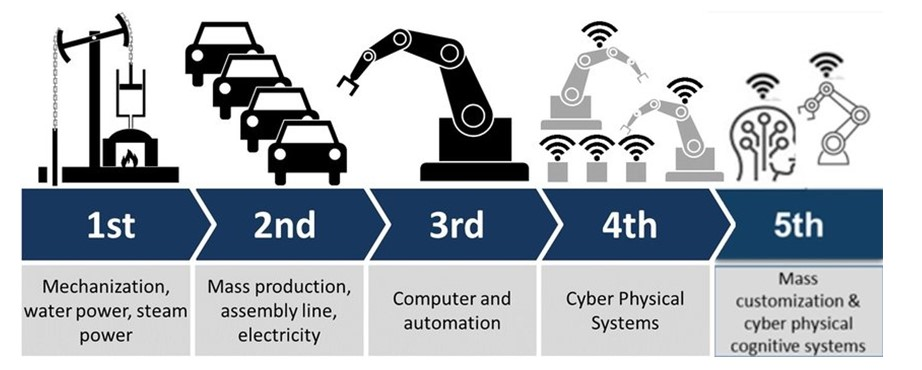 1st
2nd
3rd
4th
5th
Mechanization,
water power, steam
power
Mass production,
assembly line,
electricity
Computer and
automation
Cyber Physical
Systems
Mass
customization &
cyber physical
cognitive systems